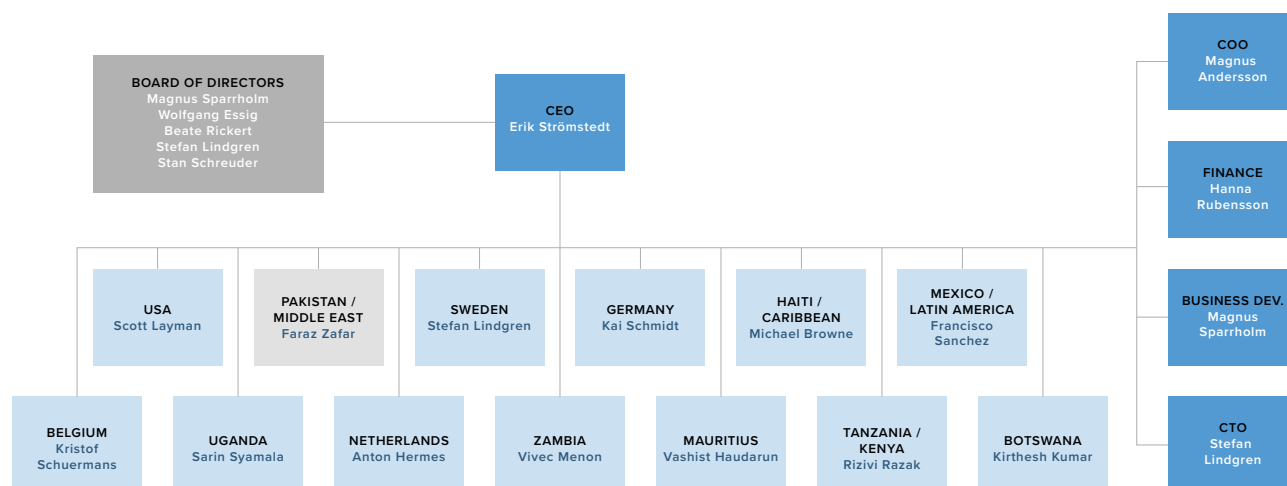 BOARD OF DIRECTORS
Magnus Sparrholm
Wolfgang Essig
Beate Rickert
Stefan Lindgren
Stan Schreuder
CEO
Erik Strömstedt
COO
Magnus
Andersson
FINANCE
Hanna
Rubensson
BUSINESS DEV.
Magnus
Sparrholm
CTO
Stefan
Lindgren
USA
Scott Layman
PAKISTAN /
MIDDLE EAST
Faraz Zafar
SWEDEN
Stefan Lindgren
GERMANY
Kai Schmidt
HAITI /
CARIBBEAN
Michael Browne
MEXICO /
LATIN AMERICA
Francisco
Sanchez
BELGIUM
Kristof
Schuermans
UGANDA
Sarin Syamala
NETHERLANDS
Anton Hermes
ZAMBIA
Vivec Menon
MAURITIUS
Vashist Haudarun
TANZANIA /
KENYA
Rizivi Razak
BOTSWANA
Kirthesh Kumar